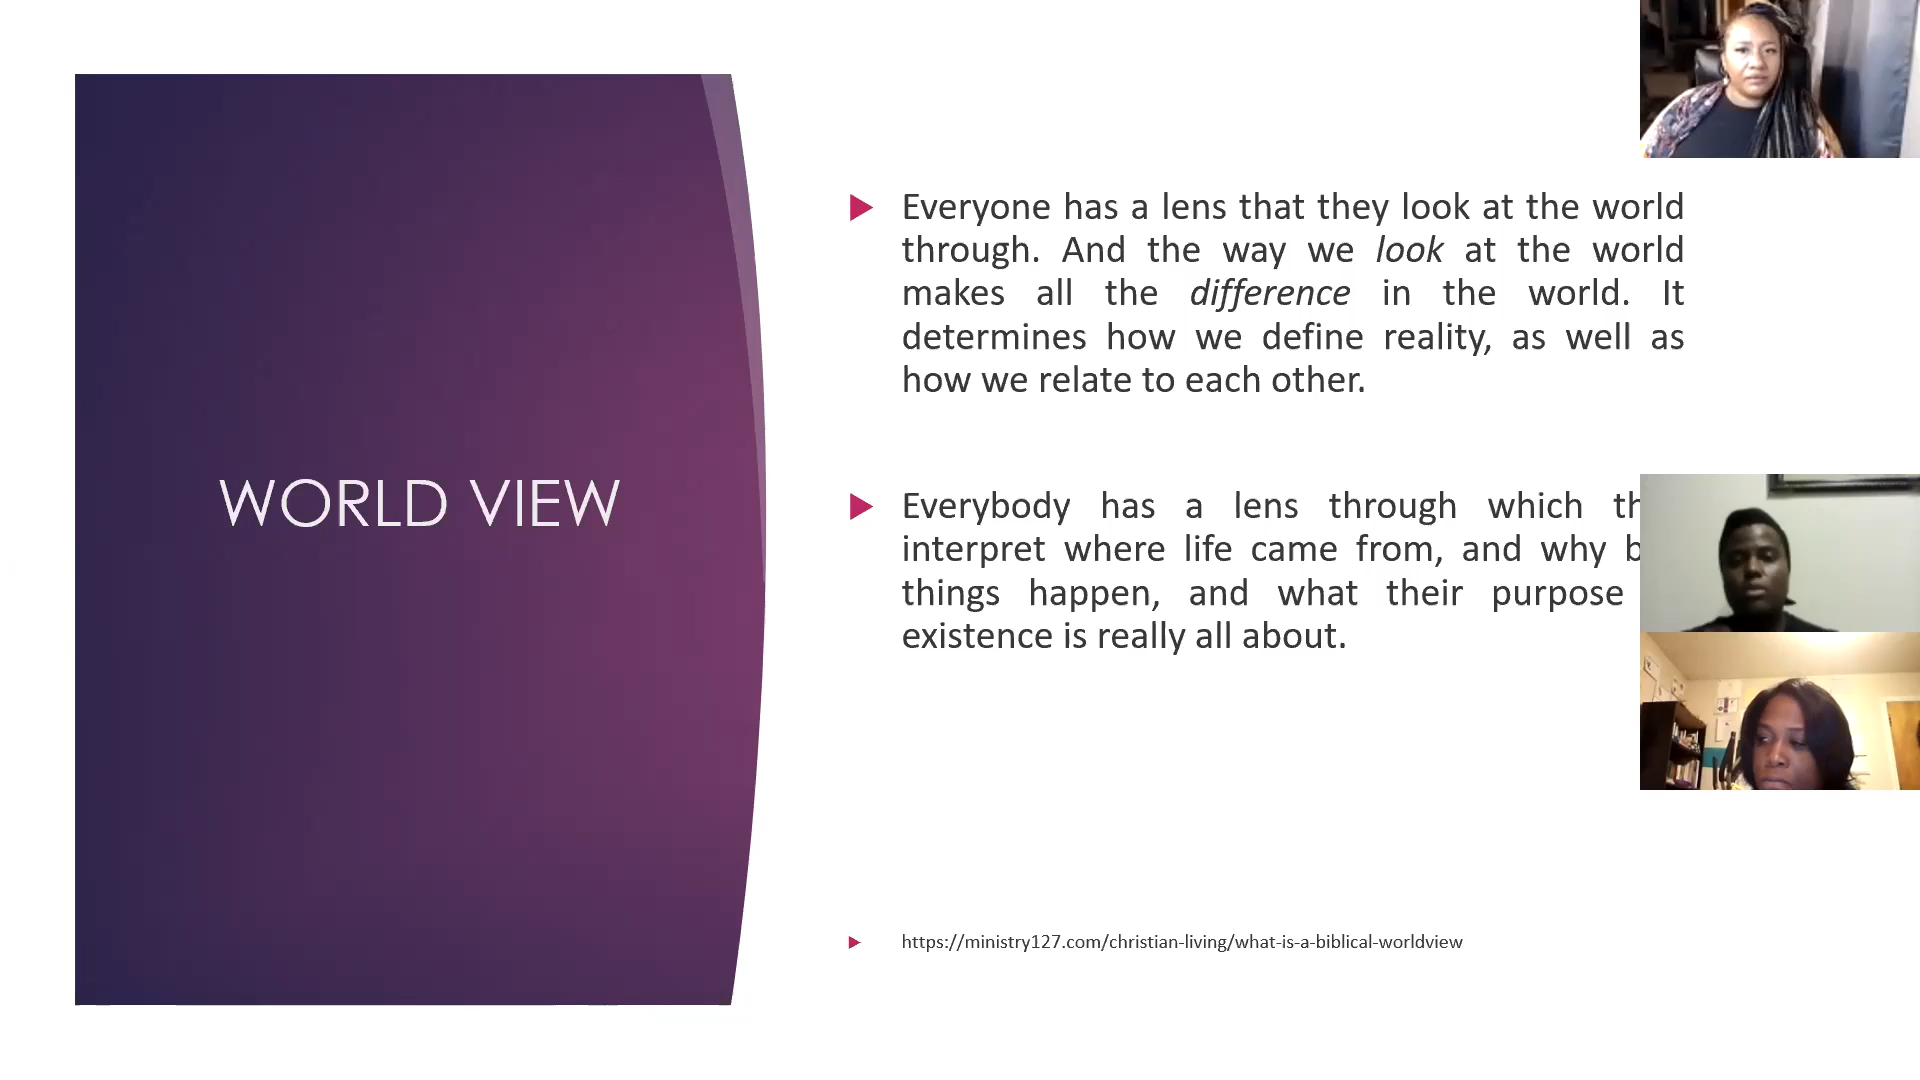 WORLD VIEW
Everyone has a lens that they look at the world
through. And the way we look at the world
makes all the difference in the world. It
determines how we define reality, as well as
how we relate to each other.
Everybody has a lens through which
interpret where life came from, and why
things happen, and what their purpose
existence is really all about.
https://ministry127.com/christian-living/what-is-a-biblical-worldview